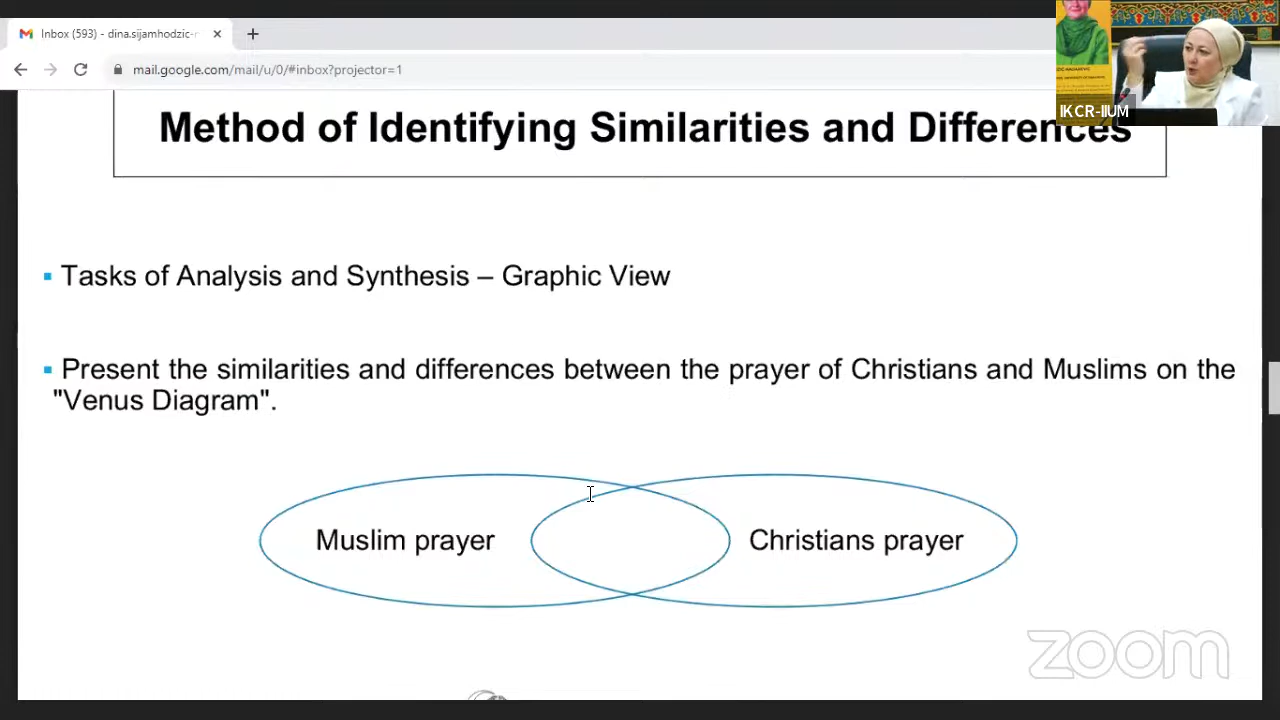 Inbox (593) - dina.sijamhodzic-
mail.google.com/mail/u/0/#inbox?projector=1
IKCR-IIUM
Method of Identifying Similarities and Differences
Tasks of Analysis and Synthesis – Graphic View
Present the similarities and differences between the prayer of Christians and Muslims on the
"Venus Diagram".
Muslim prayer
Christians prayer
zoom